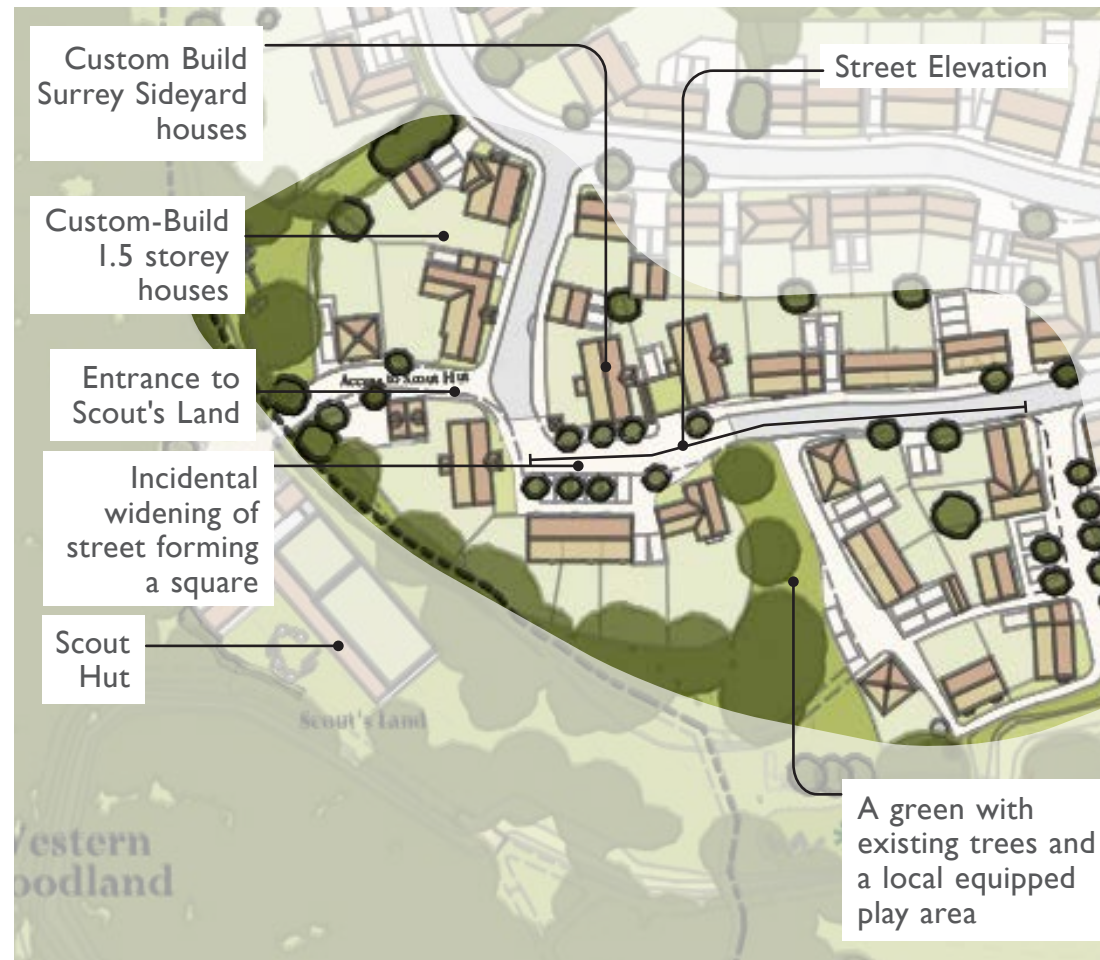 Custom Build
Surrey Sideyard
houses
Street Elevation
Custom-Build
1.5 storey
houses
Entrance to
Scout's Land
Access to Scout Hut
Incidental
widening of
street forming
a square
Scout
Hut
Scout's Land
A green with
existing trees and
a local equipped
play area
estern
oodland